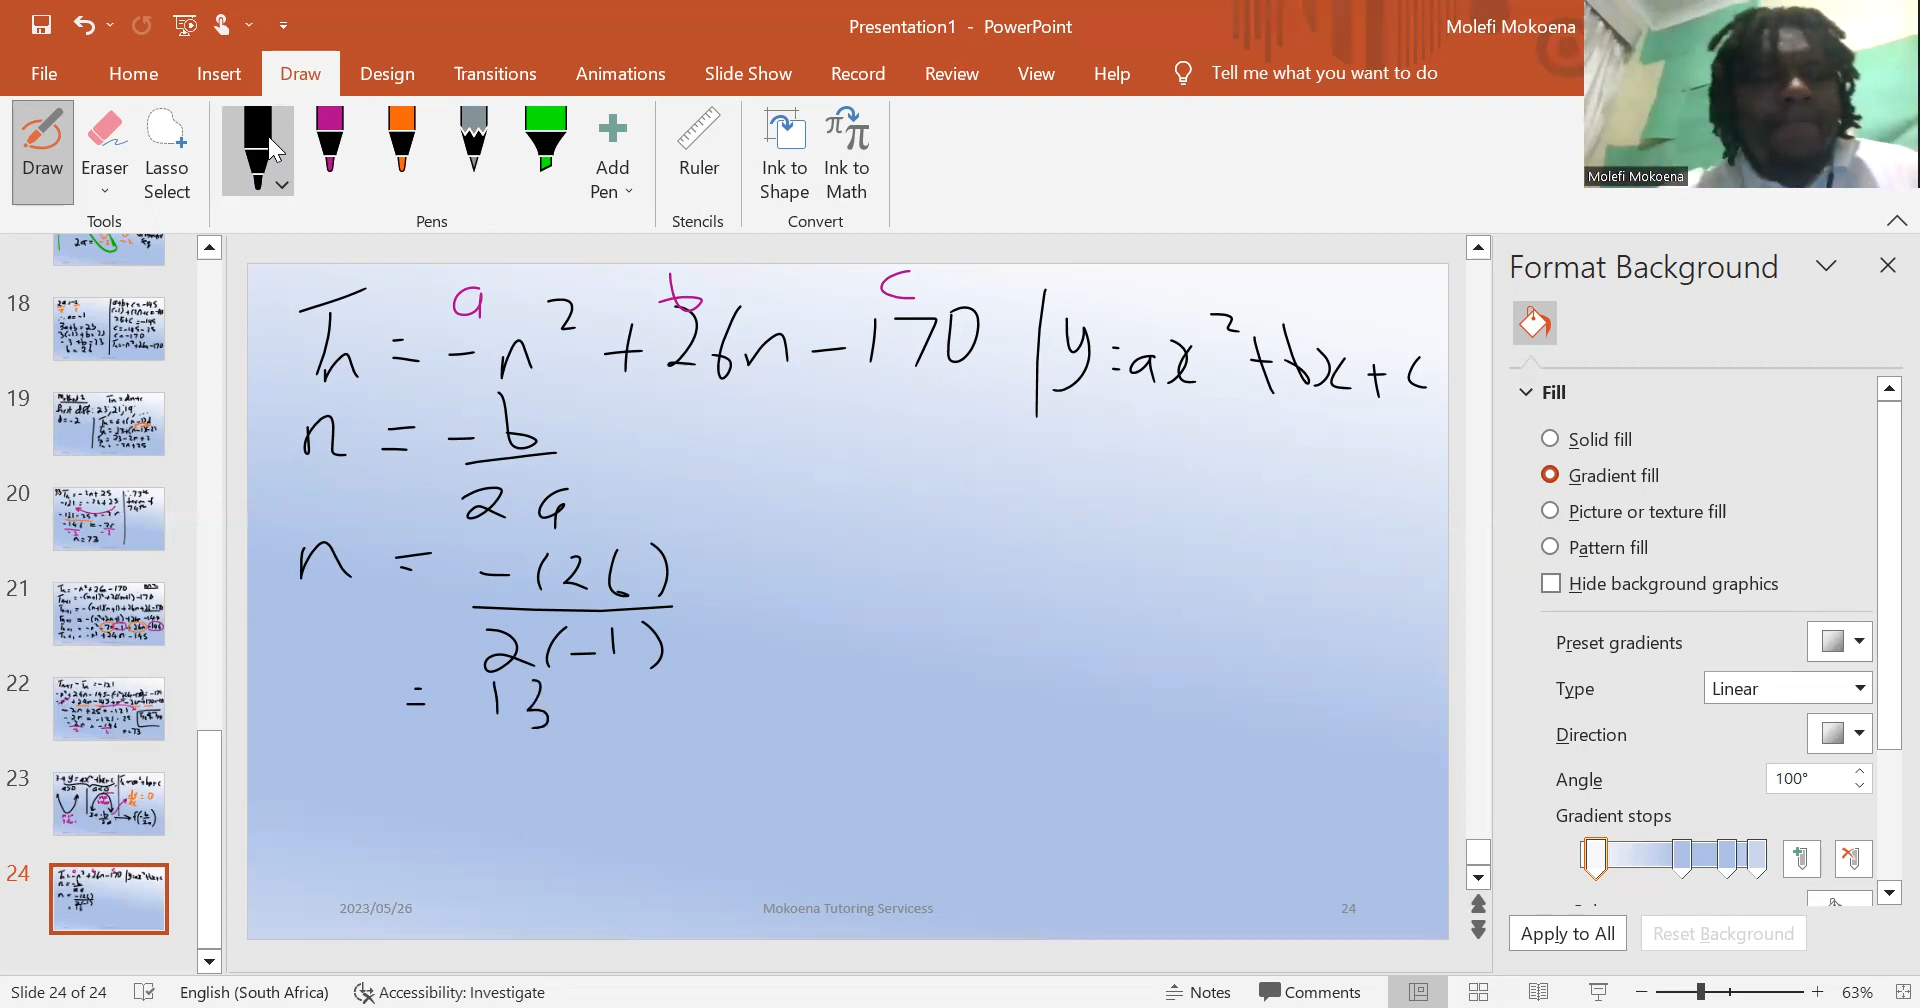 Presentation1 - PowerPoint
Molefi Mokoena
File Home Insert Draw Design Transitions Animations Slide Show Record Review View Help Tell me what you want to do
Draw
Eraser
Lasso Select
Add Pen
Ruler
Ink to Shape
Ink to Math
Tools
Pens
Stencils
Convert
Molefi Mokoena
18
19
20
21
22
23
24
a b c
Tn = -n² + 26n - 170 | y = ax² + bx + c
n = -b
2a
n = -(26)
2(-1)
= 13
2023/05/26
Mokoena Tutoring Servicess
24
Format Background
Fill
Solid fill
Gradient fill
Picture or texture fill
Pattern fill
Hide background graphics
Preset gradients
Type Linear
Direction
Angle 100°
Gradient stops
Apply to All
Reset Background
Slide 24 of 24
English (South Africa)
Accessibility: Investigate
Notes
Comments
63%